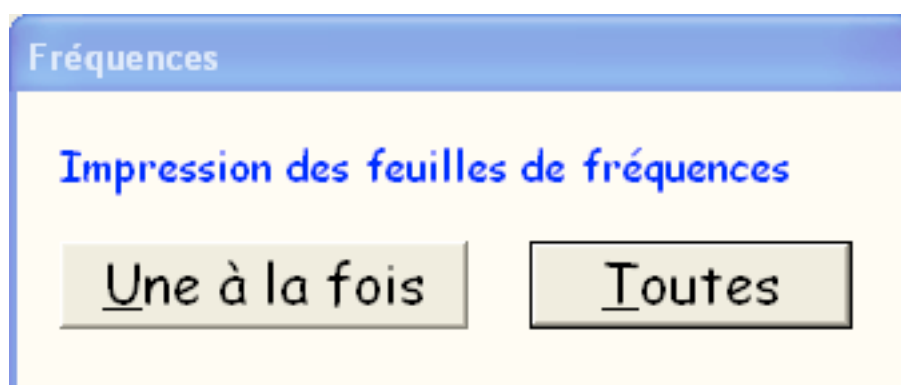 Fréquences
Impression des feuilles de fréquences
Une à la fois
Toutes